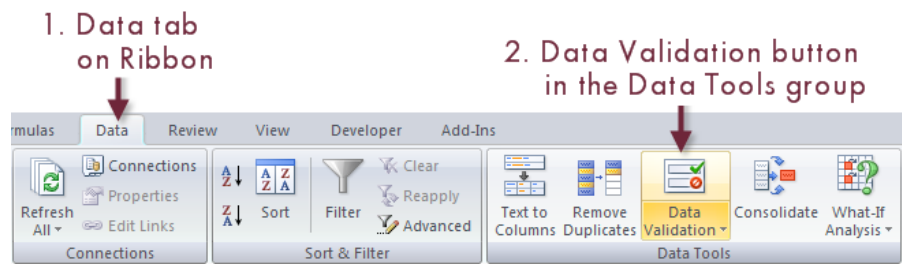 1. Data tab
on Ribbon
2. Data Validation button
in the Data Tools group
rmulas Data Review View Developer Add-Ins
Refresh
All
Connections
Properties
Edit Links
Connections
A
Z
Z
A
A Z
Z A
Sort
Filter
Clear
Reapply
Advanced
Sort & Filter
Text to
Columns
Remove
Duplicates
Data
Validation
Consolidate
What-If
Analysis
Data Tools